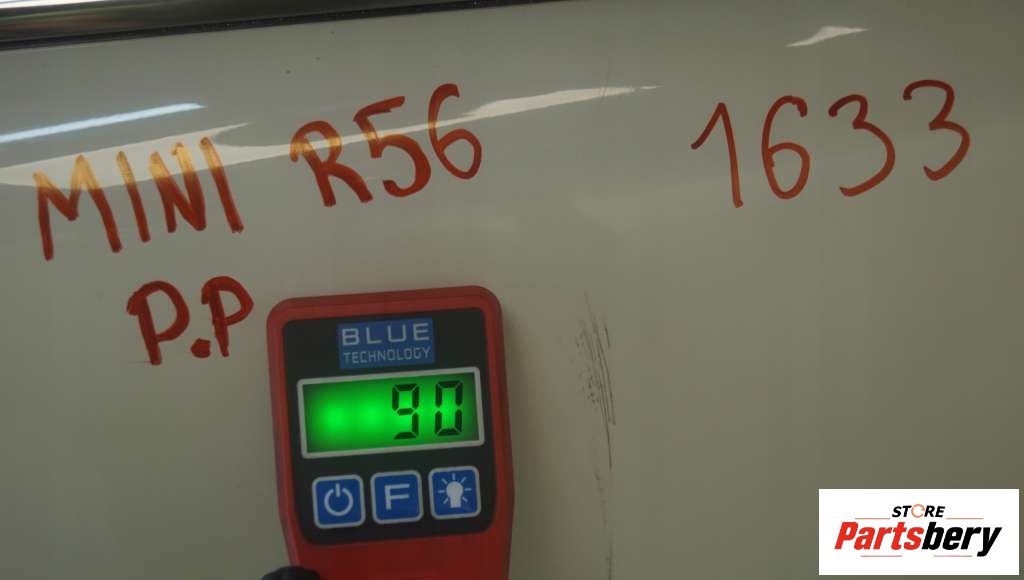 MINI R56 1633
P.P
BLUE
TECHNOLOGY
90
F
STORE
Partsbery